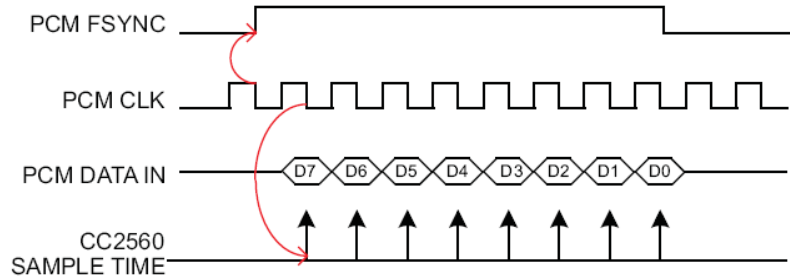 PCM FSYNC
PCM CLK
PCM DATA IN
D7 D6 D5 D4 D3 D2 D1 D0
CC2560
SAMPLE TIME